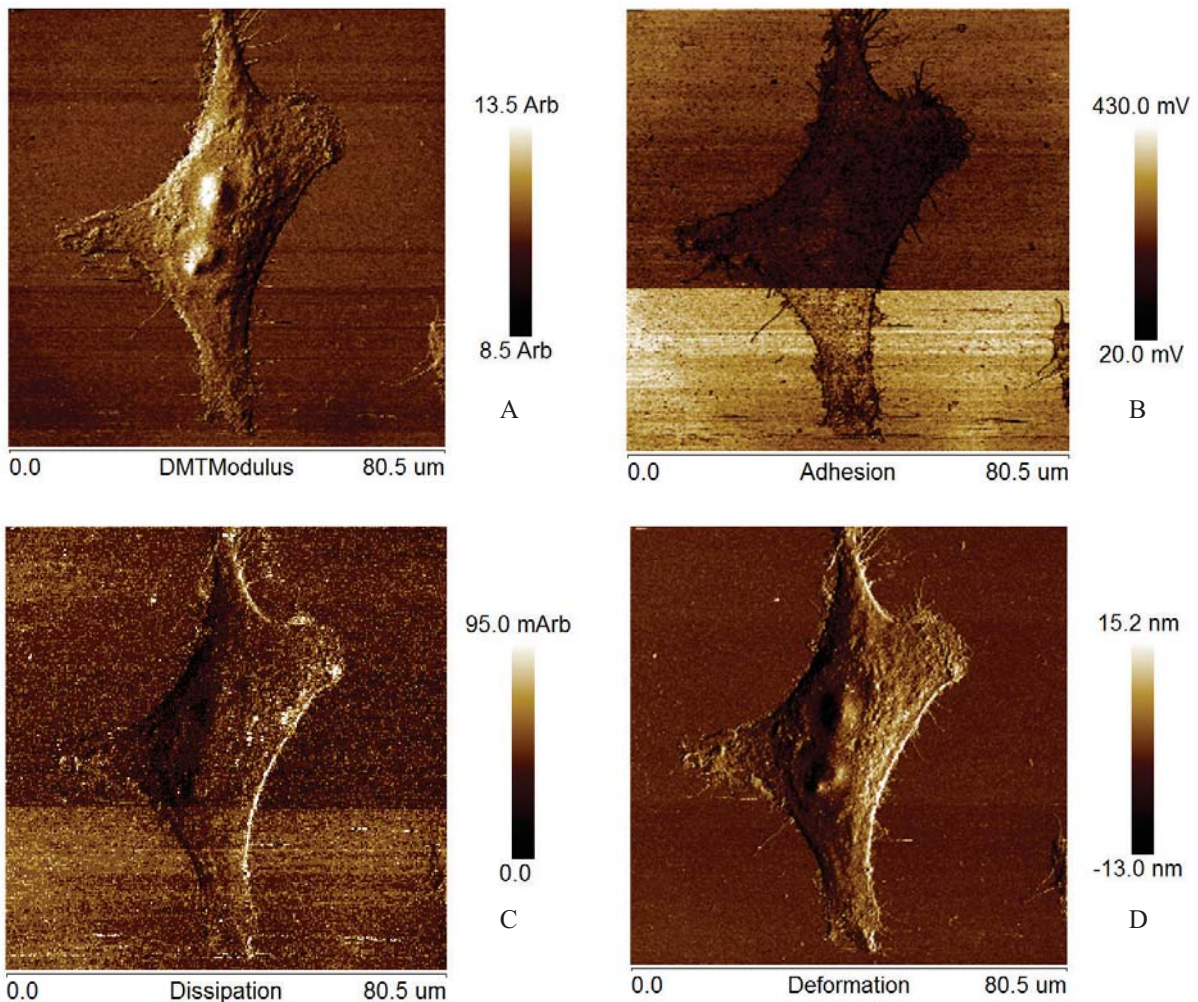 13.5 Arb
8.5 Arb
A
0.0 DMTModulus 80.5 um
430.0 mV
20.0 mV
B
0.0 Adhesion 80.5 um
95.0 mArb
0.0
C
0.0 Dissipation 80.5 um
15.2 nm
-13.0 nm
D
0.0 Deformation 80.5 um